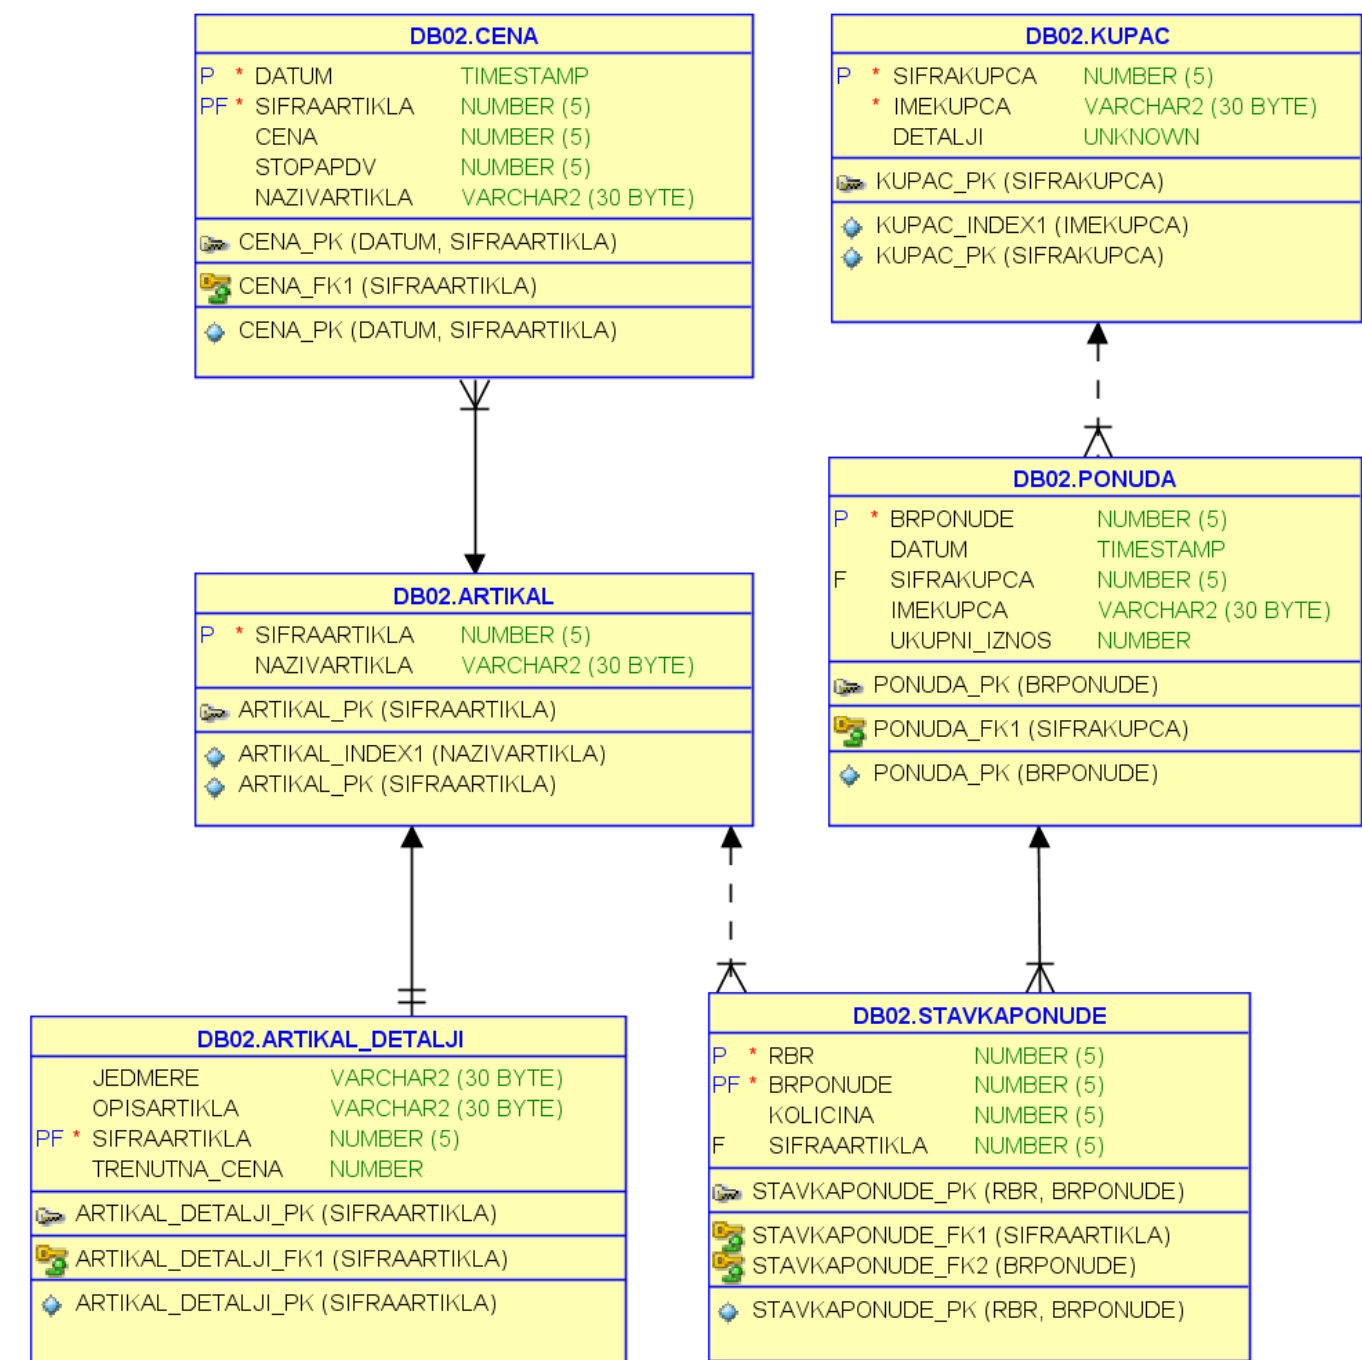 DB02.CENA
P * DATUM TIMESTAMP
PF * SIFRAARTIKLA NUMBER (5)
CENA NUMBER (5)
STOPAPDV NUMBER (5)
NAZIVARTIKLA VARCHAR2 (30 BYTE)
CENA_PK (DATUM, SIFRAARTIKLA)
CENA_FK1 (SIFRAARTIKLA)
CENA_PK (DATUM, SIFRAARTIKLA)
DB02.KUPAC
P * SIFRAKUPCA NUMBER (5)
* IMEKUPCA VARCHAR2 (30 BYTE)
DETALJI UNKNOWN
KUPAC_PK (SIFRAKUPCA)
KUPAC_INDEX1 (IMEKUPCA)
KUPAC_PK (SIFRAKUPCA)
DB02.ARTIKAL
P * SIFRAARTIKLA NUMBER (5)
NAZIVARTIKLA VARCHAR2 (30 BYTE)
ARTIKAL_PK (SIFRAARTIKLA)
ARTIKAL_INDEX1 (NAZIVARTIKLA)
ARTIKAL_PK (SIFRAARTIKLA)
DB02.PONUDA
P * BRPONUDE NUMBER (5)
DATUM TIMESTAMP
F SIFRAKUPCA NUMBER (5)
IMEKUPCA VARCHAR2 (30 BYTE)
UKUPNI_IZNOS NUMBER
PONUDA_PK (BRPONUDE)
PONUDA_FK1 (SIFRAKUPCA)
PONUDA_PK (BRPONUDE)
DB02.ARTIKAL_DETALJI
JEDMERE VARCHAR2 (30 BYTE)
OPISARTIKLA VARCHAR2 (30 BYTE)
PF * SIFRAARTIKLA NUMBER (5)
TRENUTNA_CENA NUMBER
ARTIKAL_DETALJI_PK (SIFRAARTIKLA)
ARTIKAL_DETALJI_FK1 (SIFRAARTIKLA)
ARTIKAL_DETALJI_PK (SIFRAARTIKLA)
DB02.STAVKAPONUDE
P * RBR NUMBER (5)
PF * BRPONUDE NUMBER (5)
KOLICINA NUMBER (5)
F SIFRAARTIKLA NUMBER (5)
STAVKAPONUDE_PK (RBR, BRPONUDE)
STAVKAPONUDE_FK1 (SIFRAARTIKLA)
STAVKAPONUDE_FK2 (BRPONUDE)
STAVKAPONUDE_PK (RBR, BRPONUDE)